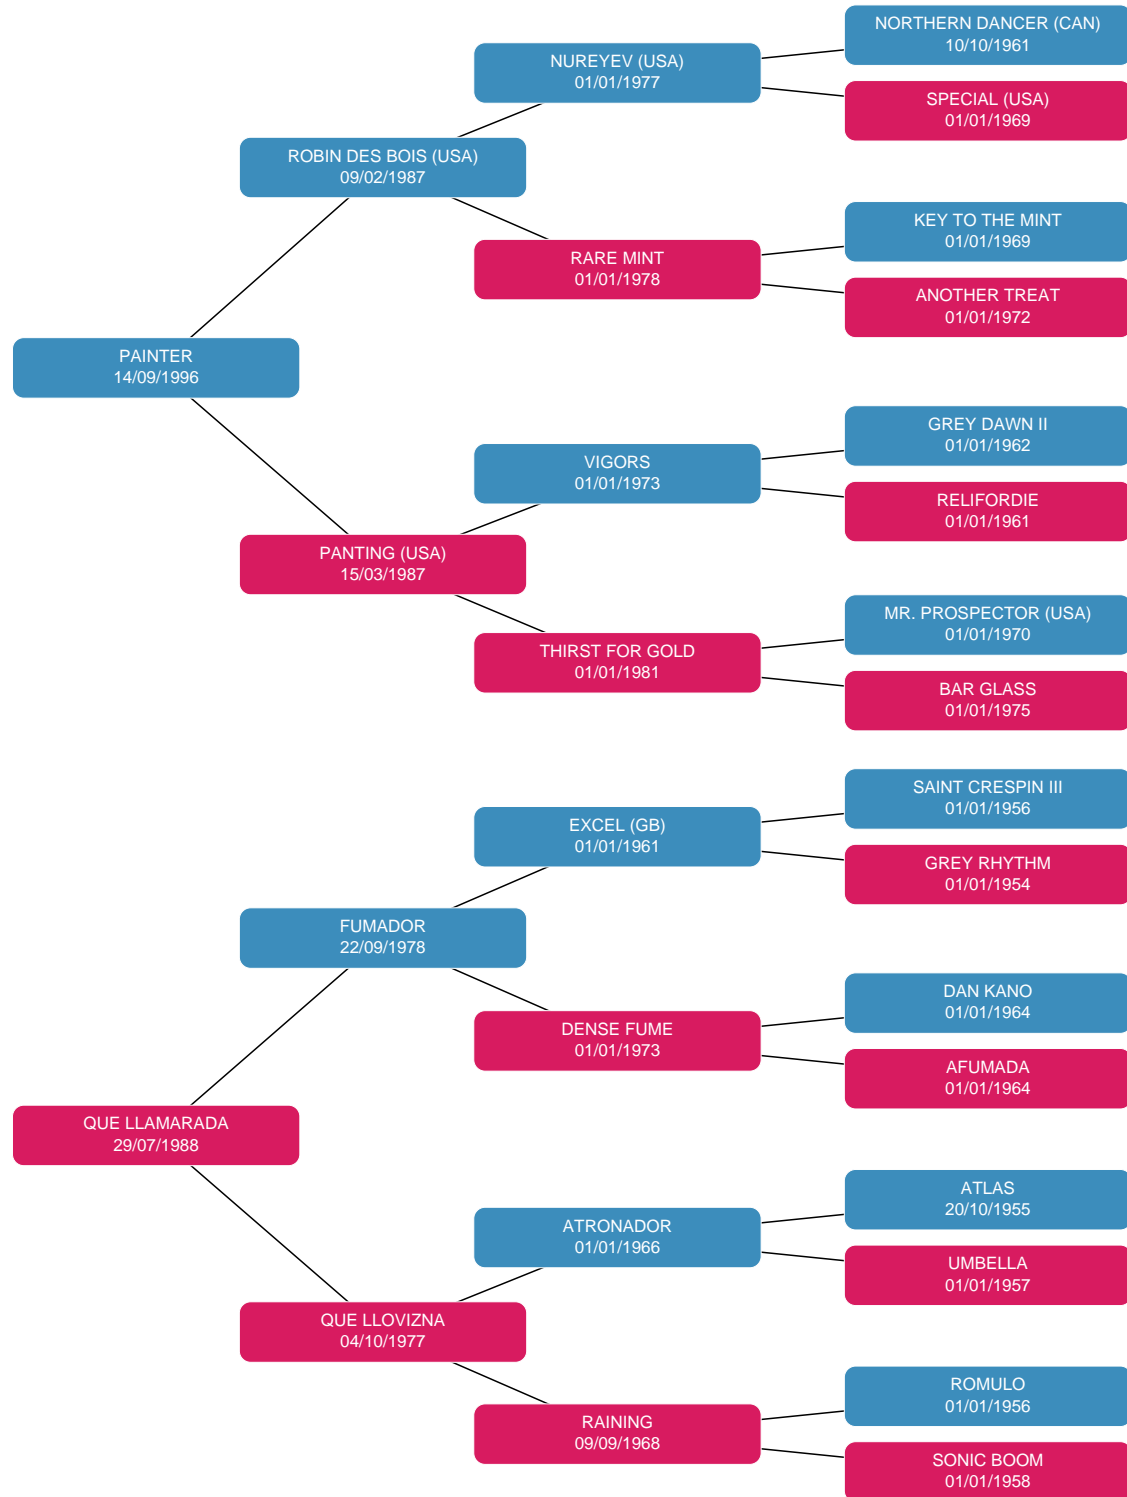 NORTHERN DANCER (CAN)
10/10/1961
NUREYEV (USA)
01/01/1977
SPECIAL (USA)
01/01/1969
ROBIN DES BOIS (USA)
09/02/1987
KEY TO THE MINT
01/01/1969
RARE MINT
01/01/1978
ANOTHER TREAT
01/01/1972
PAINTER
14/09/1996
GREY DAWN II
01/01/1962
VIGORS
01/01/1973
RELIFORDIE
01/01/1961
PANTING (USA)
15/03/1987
MR. PROSPECTOR (USA)
01/01/1970
THIRST FOR GOLD
01/01/1981
BAR GLASS
01/01/1975
SAINT CRESPIN III
01/01/1956
EXCEL (GB)
01/01/1961
GREY RHYTHM
01/01/1954
FUMADOR
22/09/1978
DAN KANO
01/01/1964
DENSE FUME
01/01/1973
AFUMADA
01/01/1964
QUE LLAMARADA
29/07/1988
ATLAS
20/10/1955
ATRONADOR
01/01/1966
UMBELLA
01/01/1957
QUE LLOVIZNA
04/10/1977
ROMULO
01/01/1956
RAINING
09/09/1968
SONIC BOOM
01/01/1958